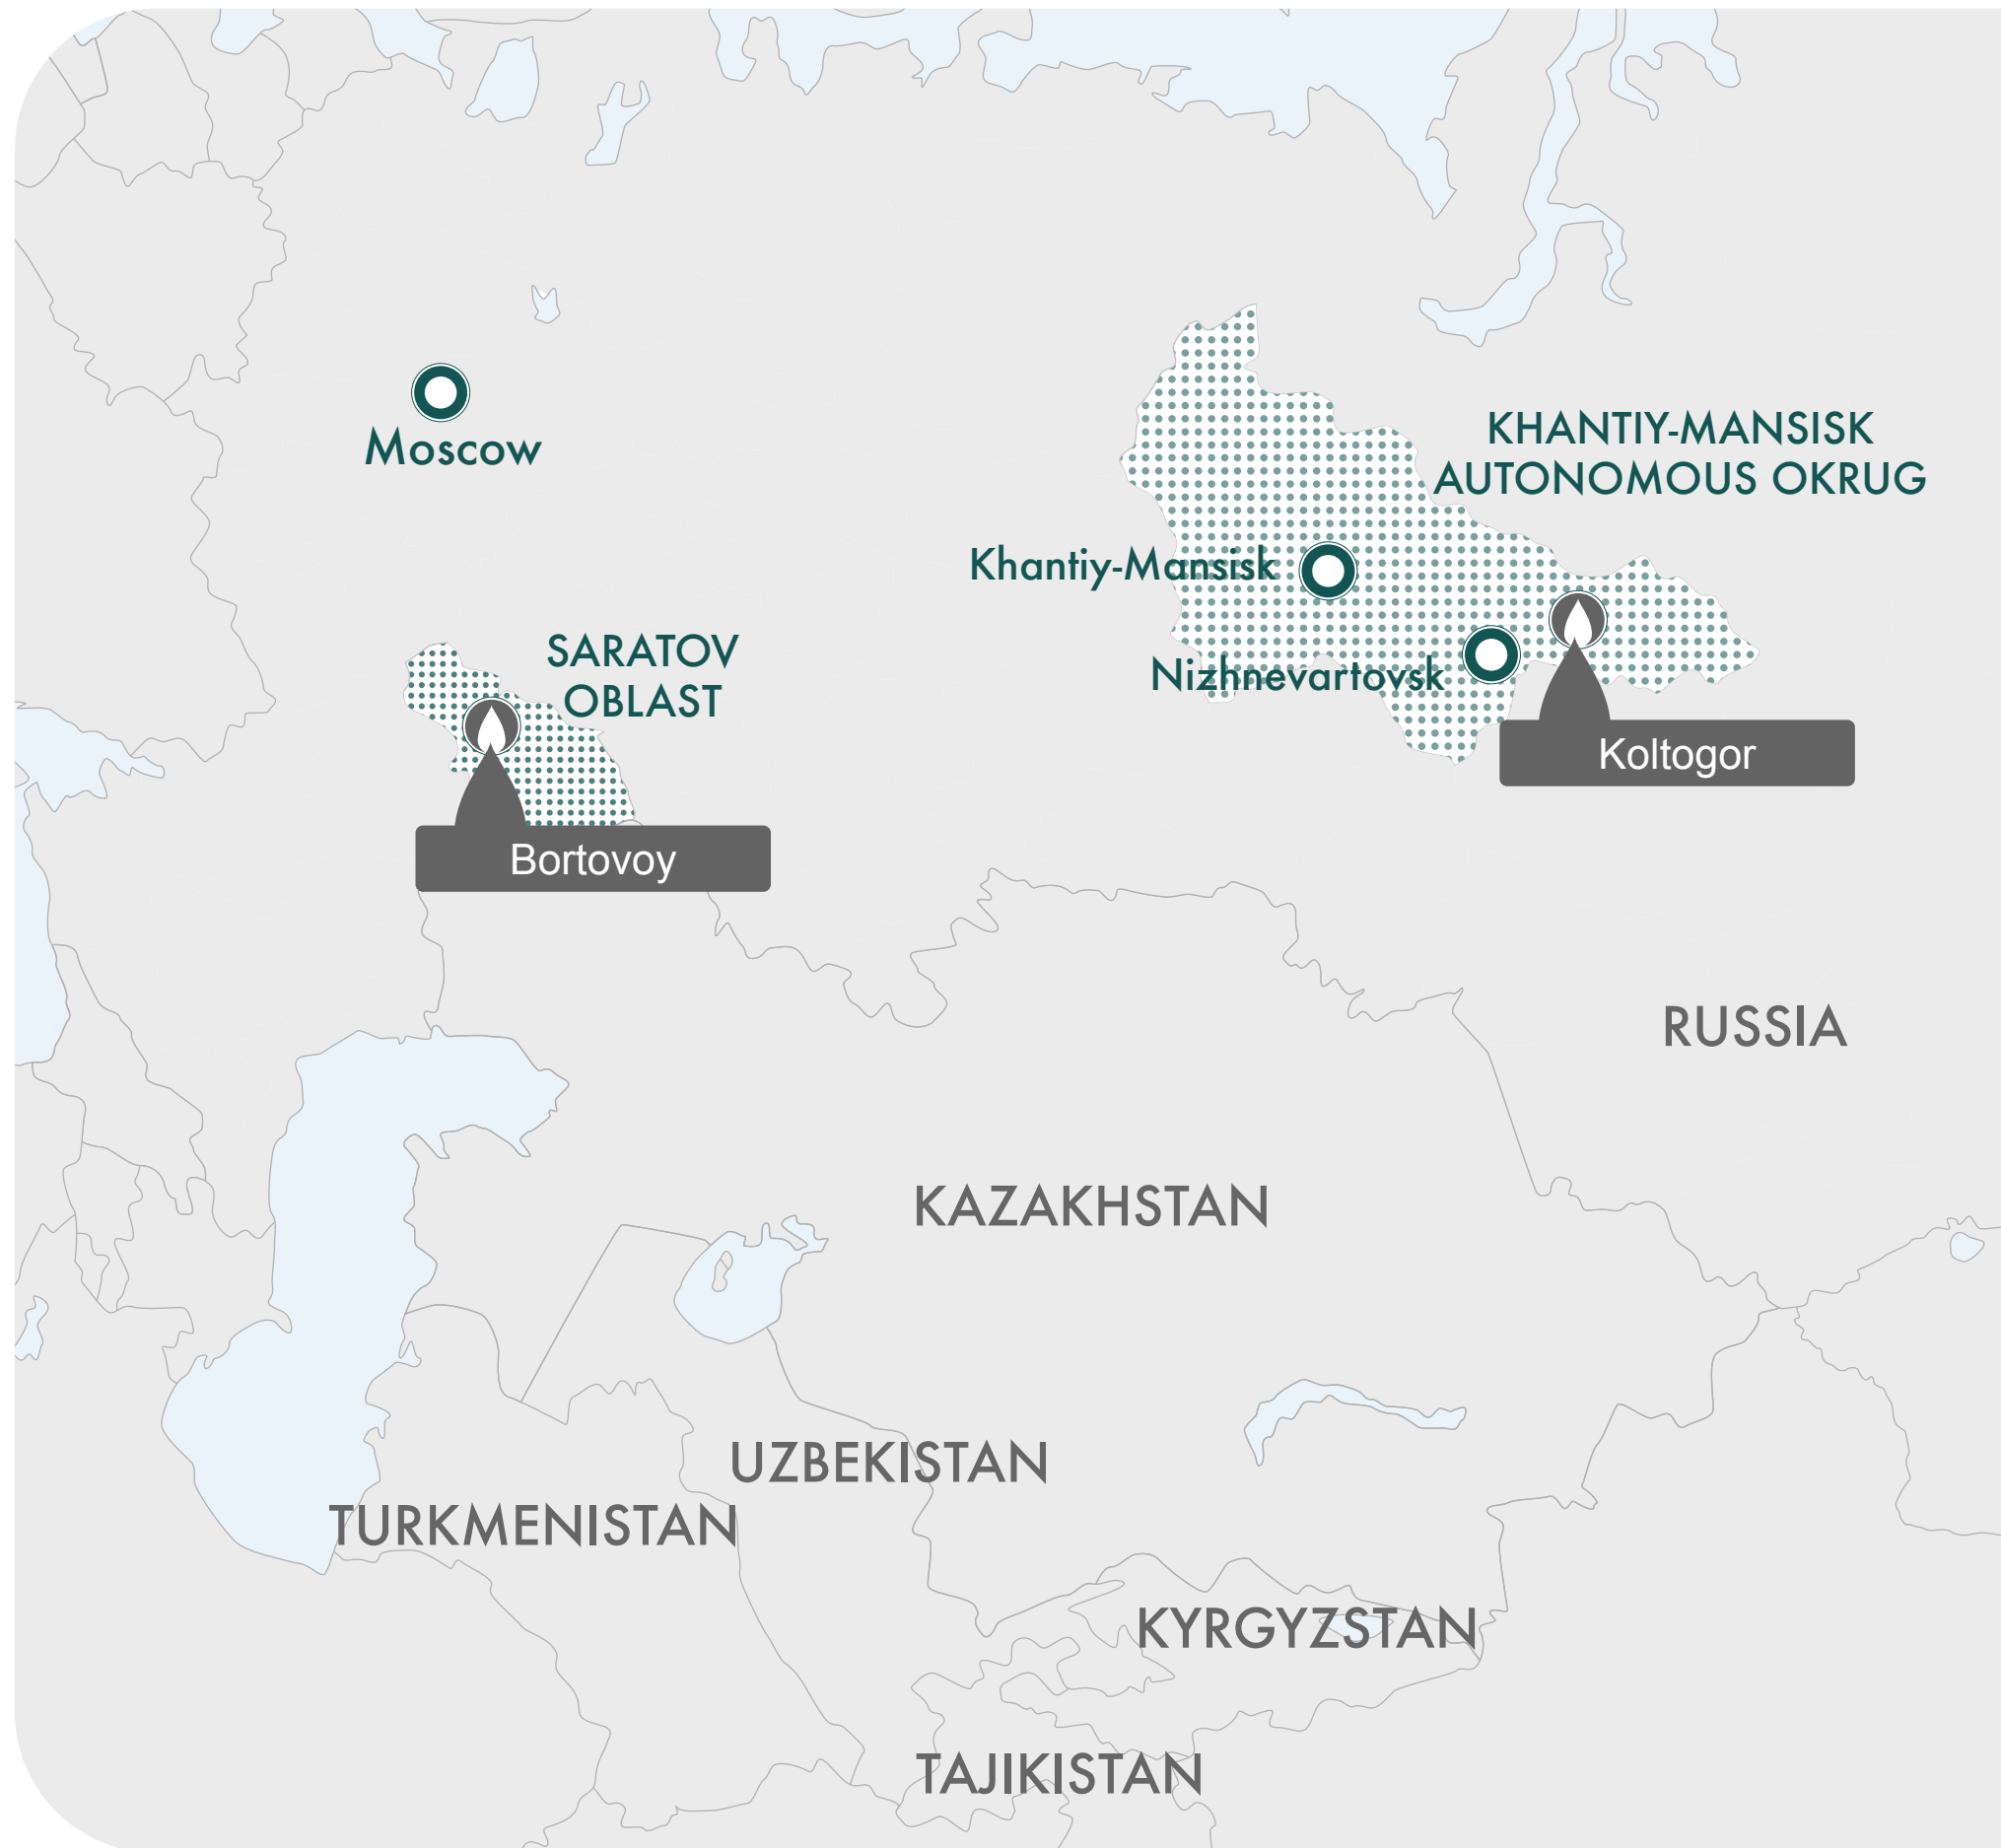 Moscow
KHANTIY-MANSISK
AUTONOMOUS OKRUG
Khantiy-Mansisk
Nizhnevartovsk
Koltogor
SARATOV
OBLAST
Bortovoy
RUSSIA
KAZAKHSTAN
UZBEKISTAN
TURKMENISTAN
KYRGYZSTAN
TAJIKISTAN